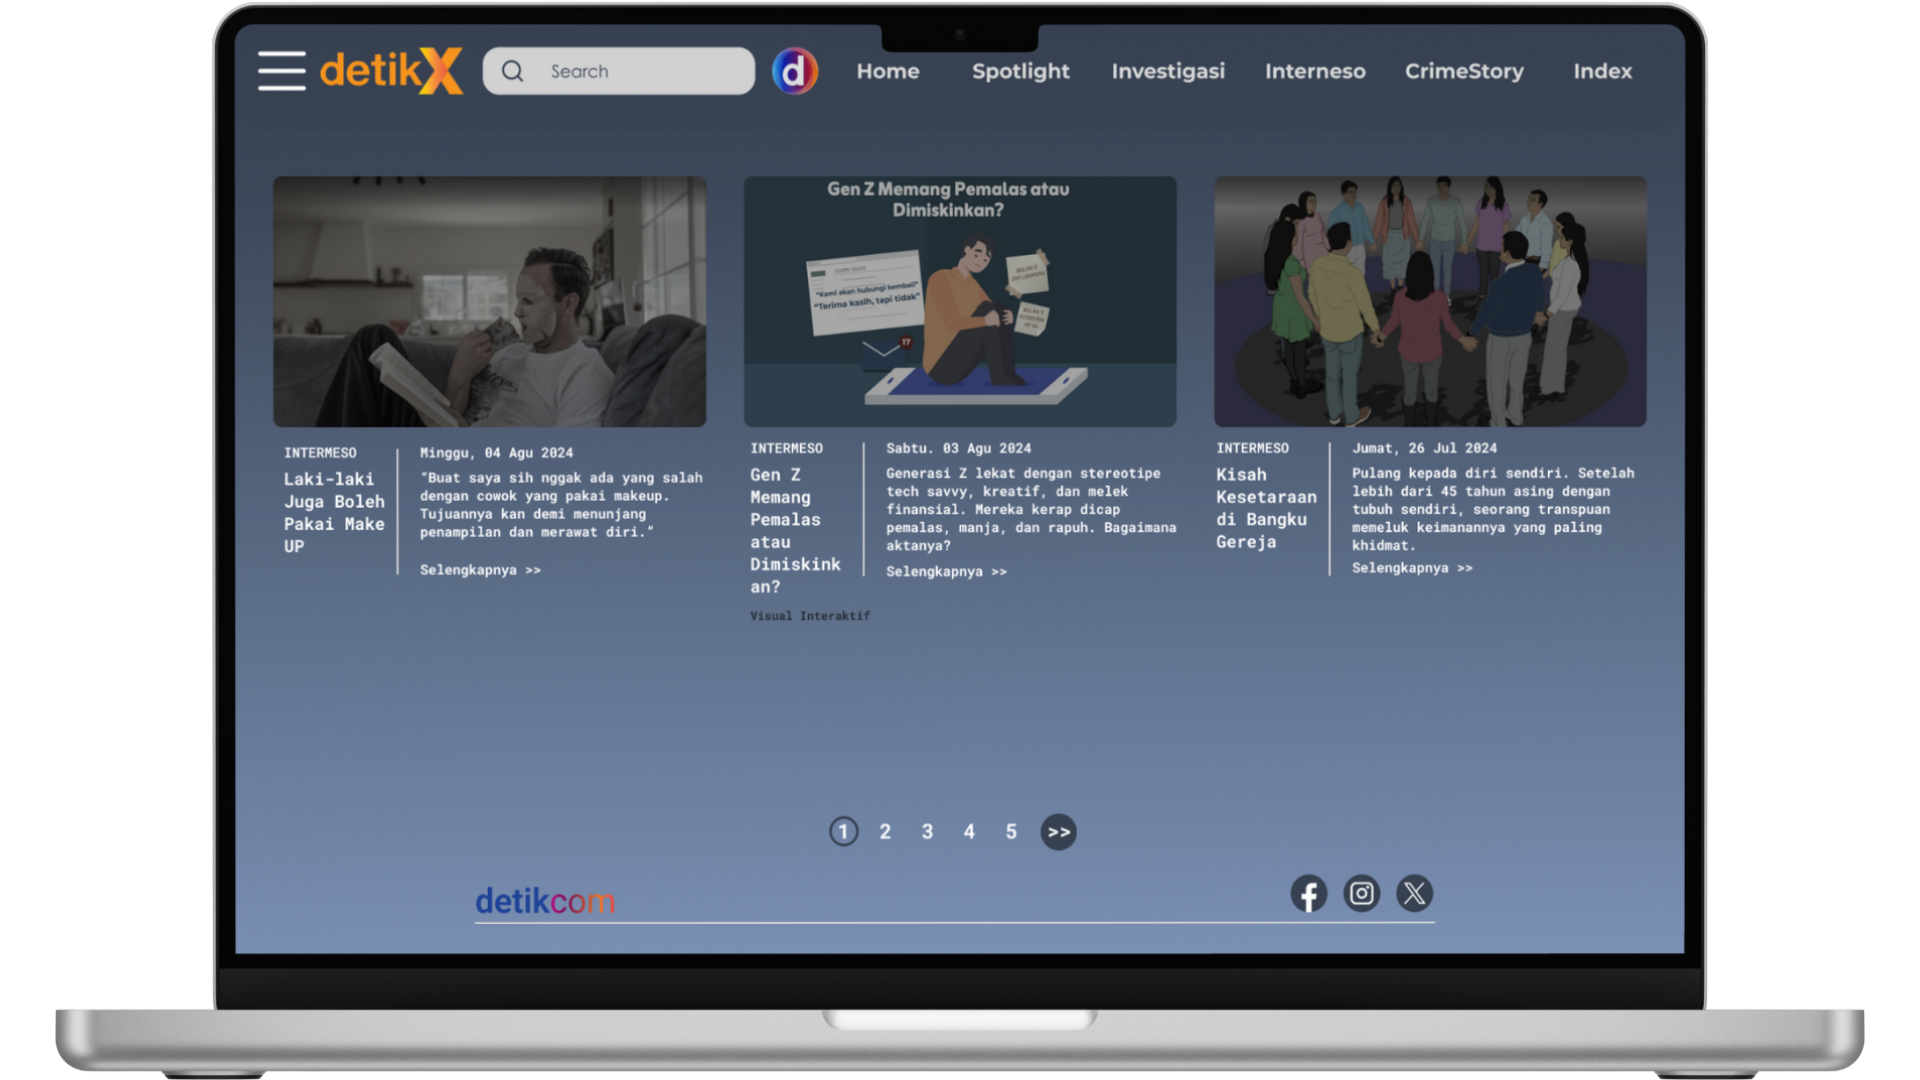 detikX
Search
d
Home
Spotlight
Investigasi
Interneso
CrimeStory
Index
Gen Z Memang Pemalas atau
Dimiskinkan?
"Kami akan hubungi kembali"
"Terima kasih, tapi tidak"
17
INTERMESO
Laki-laki
Juga Boleh
Pakai Make
UP
Minggu, 04 Agu 2024
“Buat saya sih nggak ada yang salah
dengan cowok yang pakai makeup.
Tujuannya kan demi menunjang
penampilan dan merawat diri.”
Selengkapnya >>
INTERMESO
Gen Z
Memang
Pemalas
atau
Dimiskink
an?
Visual Interaktif
Sabtu. 03 Agu 2024
Generasi Z lekat dengan stereotipe
tech savvy, kreatif, dan melek
finansial. Mereka kerap dicap
pemalas, manja, dan rapuh. Bagaimana
aktanya?
Selengkapnya >>
INTERMESO
Kisah
Kesetaraan
di Bangku
Gereja
Jumat, 26 Jul 2024
Pulang kepada diri sendiri. Setelah
lebih dari 45 tahun asing dengan
tubuh sendiri, seorang transpuan
memeluk keimanannya yang paling
khidmat.
Selengkapnya >>
1 2 3 4 5 >>
detikcom